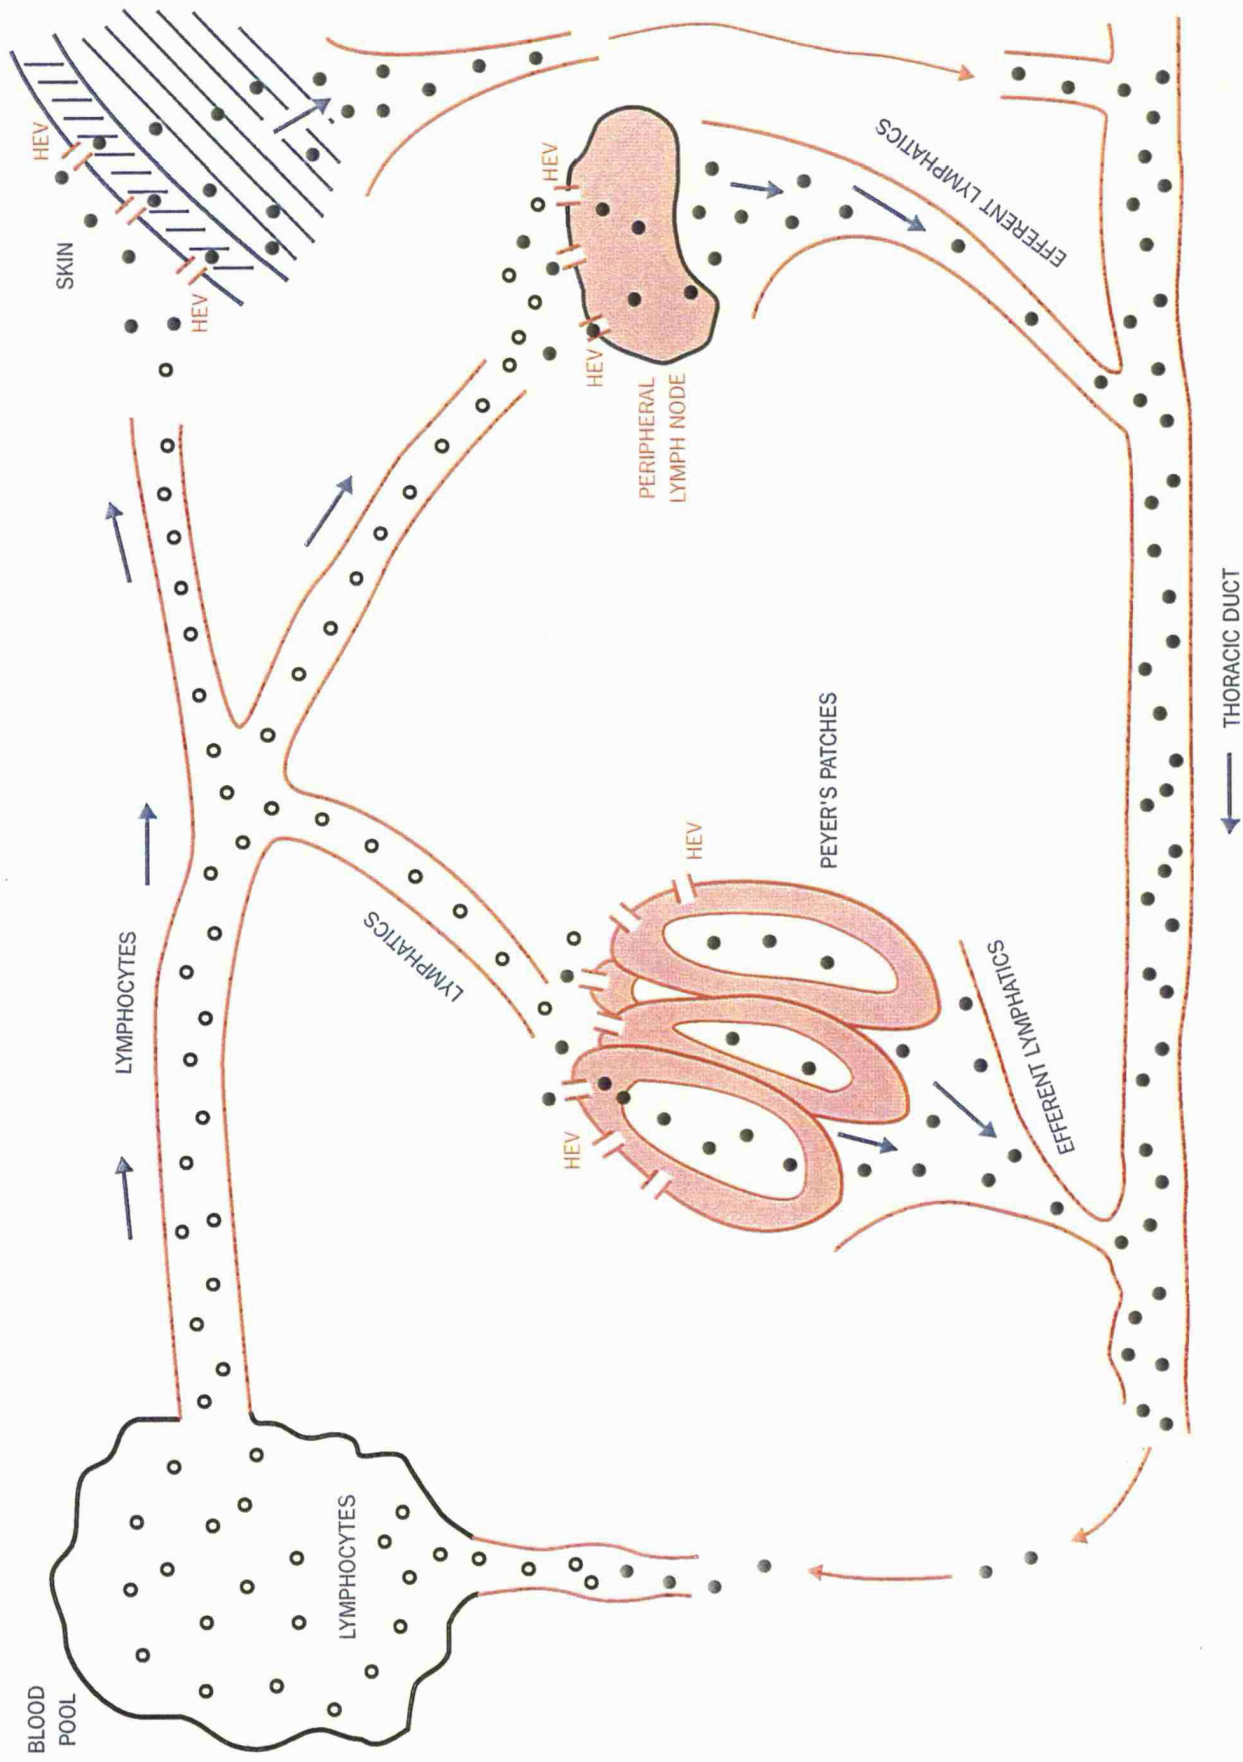 BLOOD
POOL
LYMPHOCYTES
LYMPHOCYTES
LYMPHATICS
HEV
HEV
PEYER'S PATCHES
EFFERENT LYMPHATICS
SKIN
HEV
HEV
HEV
HEV
PERIPHERAL
LYMPH NODE
EFFERENT LYMPHATICS
THORACIC DUCT